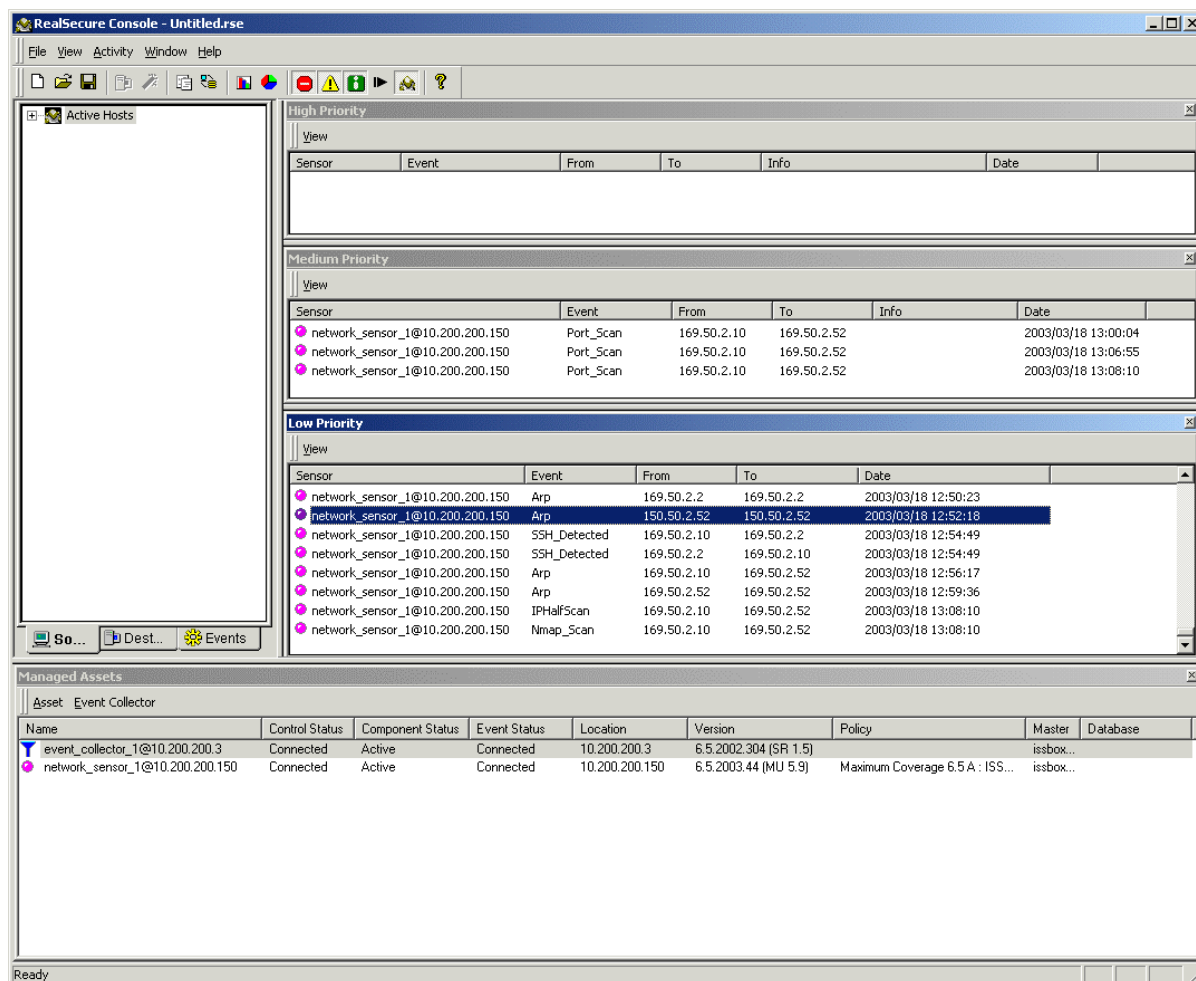 RealSecure Console - Untitled.rse
File View Activity Window Help
Active Hosts
So... Dest... Events
High Priority
View
Sensor Event From To Info Date
Medium Priority
View
Sensor Event From To Info Date
network_sensor_1@10.200.200.150 Port_Scan 169.50.2.10 169.50.2.52 2003/03/18 13:00:04
network_sensor_1@10.200.200.150 Port_Scan 169.50.2.10 169.50.2.52 2003/03/18 13:06:55
network_sensor_1@10.200.200.150 Port_Scan 169.50.2.10 169.50.2.52 2003/03/18 13:08:10
Low Priority
View
Sensor Event From To Date
network_sensor_1@10.200.200.150 Arp 169.50.2.2 169.50.2.2 2003/03/18 12:50:23
network_sensor_1@10.200.200.150 Arp 150.50.2.52 150.50.2.52 2003/03/18 12:52:18
network_sensor_1@10.200.200.150 SSH_Detected 169.50.2.10 169.50.2.2 2003/03/18 12:54:49
network_sensor_1@10.200.200.150 SSH_Detected 169.50.2.2 169.50.2.10 2003/03/18 12:54:49
network_sensor_1@10.200.200.150 Arp 169.50.2.10 169.50.2.52 2003/03/18 12:56:17
network_sensor_1@10.200.200.150 Arp 169.50.2.52 169.50.2.52 2003/03/18 12:59:36
network_sensor_1@10.200.200.150 IPHalfScan 169.50.2.10 169.50.2.52 2003/03/18 13:08:10
network_sensor_1@10.200.200.150 Nmap_Scan 169.50.2.10 169.50.2.52 2003/03/18 13:08:10
Managed Assets
Asset Event Collector
Name Control Status Component Status Event Status Location Version Policy Master Database
event_collector_1@10.200.200.3 Connected Active Connected 10.200.200.3 6.5.2002.304 (SR 1.5) issbox...
network_sensor_1@10.200.200.150 Connected Active Connected 10.200.200.150 6.5.2003.44 (MU 5.9) Maximum Coverage 6.5 A : ISS... issbox...
Ready